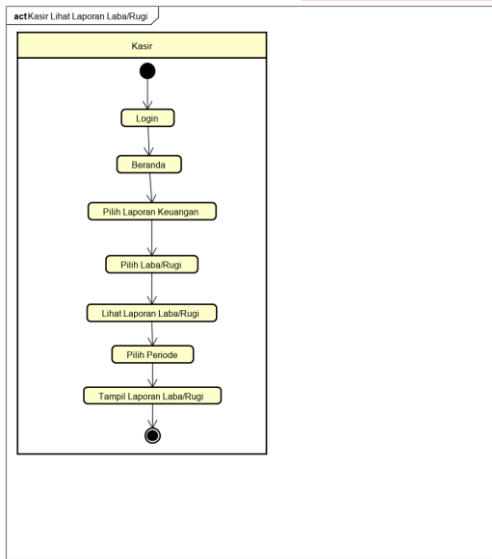 act Kasir Lihat Laporan Laba/Rugi
Kasir
Login
Beranda
Pilih Laporan Keuangan
Pilih Laba/Rugi
Lihat Laporan Laba/Rugi
Pilih Periode
Tampil Laporan Laba/Rugi